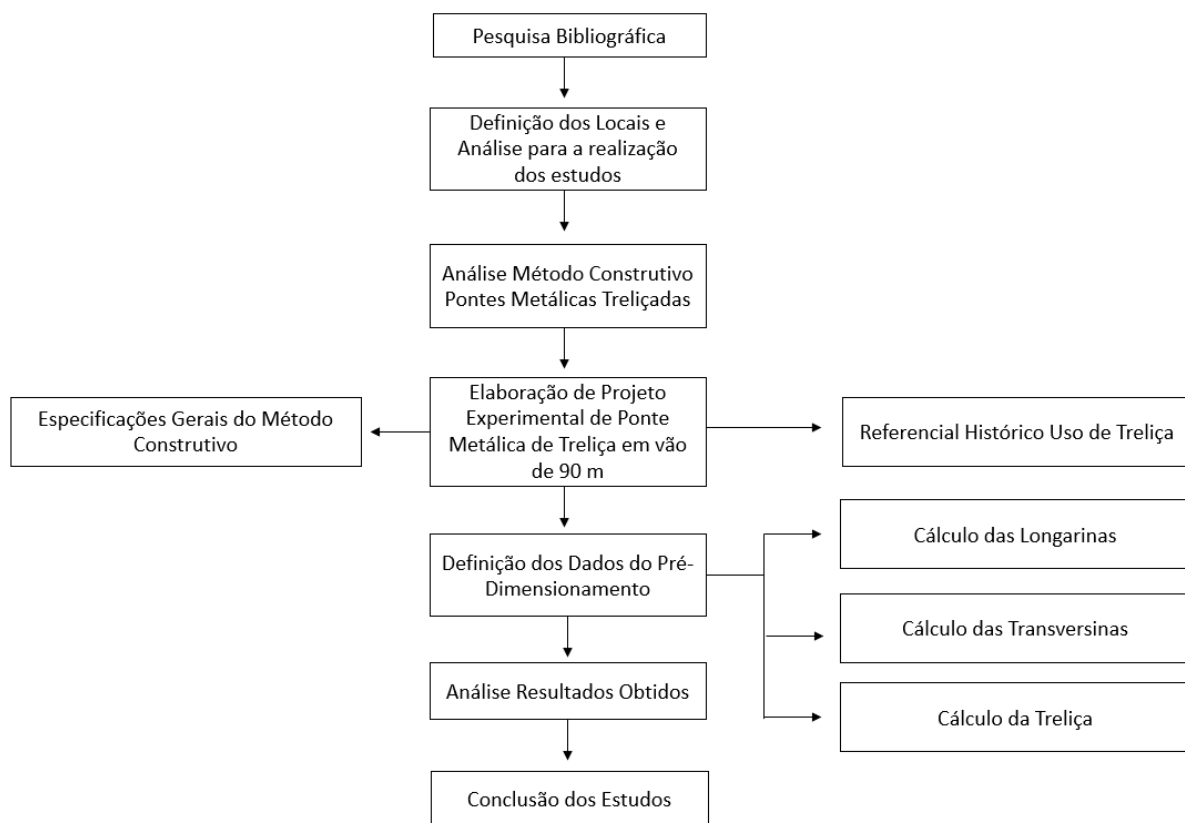 Pesquisa Bibliográfica
Definição dos Locais e
Análise para a realização
dos estudos
Análise Método Construtivo
Pontes Metálicas Treliçadas
Elaboração de Projeto
Experimental de Ponte
Metálica de Treliça em vão
de 90 m
Especificações Gerais do Método
Construtivo
Referencial Histórico Uso de Treliça
Definição dos Dados do Pré-
Dimensionamento
Cálculo das Longarinas
Cálculo das Transversinas
Cálculo da Treliça
Análise Resultados Obtidos
Conclusão dos Estudos